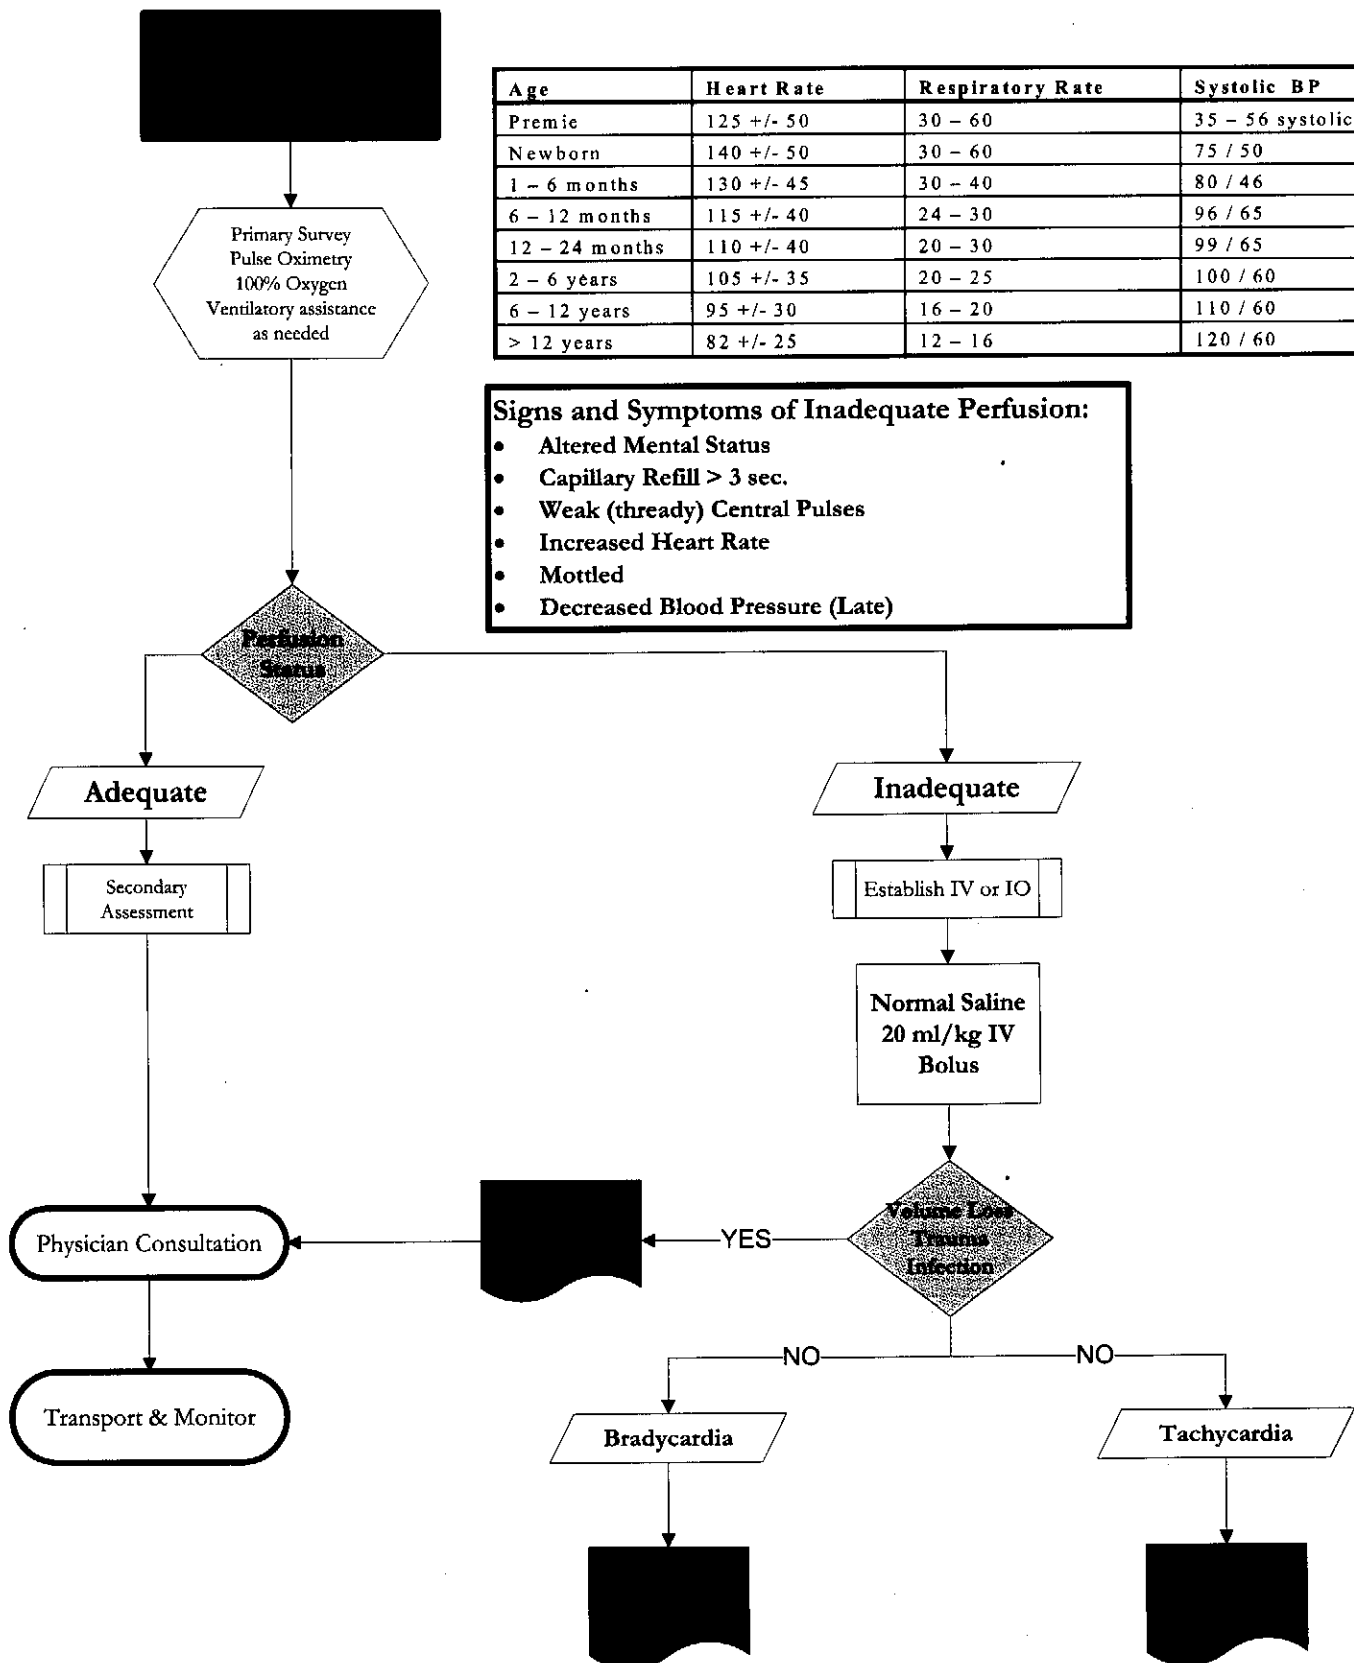 Age Heart Rate Respiratory Rate Systolic BP
Premie 125 +/- 50 30 – 60 35 – 56 systolic
Newborn 140 +/- 50 30 – 60 75 / 50
1 – 6 months 130 +/- 45 30 – 40 80 / 46
6 – 12 months 115 +/- 40 24 – 30 96 / 65
12 – 24 months 110 +/- 40 20 – 30 99 / 65
2 – 6 years 105 +/- 35 20 – 25 100 / 60
6 – 12 years 95 +/- 30 16 – 20 110 / 60
> 12 years 82 +/- 25 12 – 16 120 / 60
Primary Survey
Pulse Oximetry
100% Oxygen
Ventilatory assistance
as needed
Signs and Symptoms of Inadequate Perfusion:
• Altered Mental Status
• Capillary Refill > 3 sec.
• Weak (thready) Central Pulses
• Increased Heart Rate
• Mottled
• Decreased Blood Pressure (Late)
Perfusion
Status
Adequate
Inadequate
Secondary
Assessment
Establish IV or IO
Normal Saline
20 ml/kg IV
Bolus
Volume Loss
Trauma
Infection
YES
Physician Consultation
NO
NO
Transport & Monitor
Bradycardia
Tachycardia